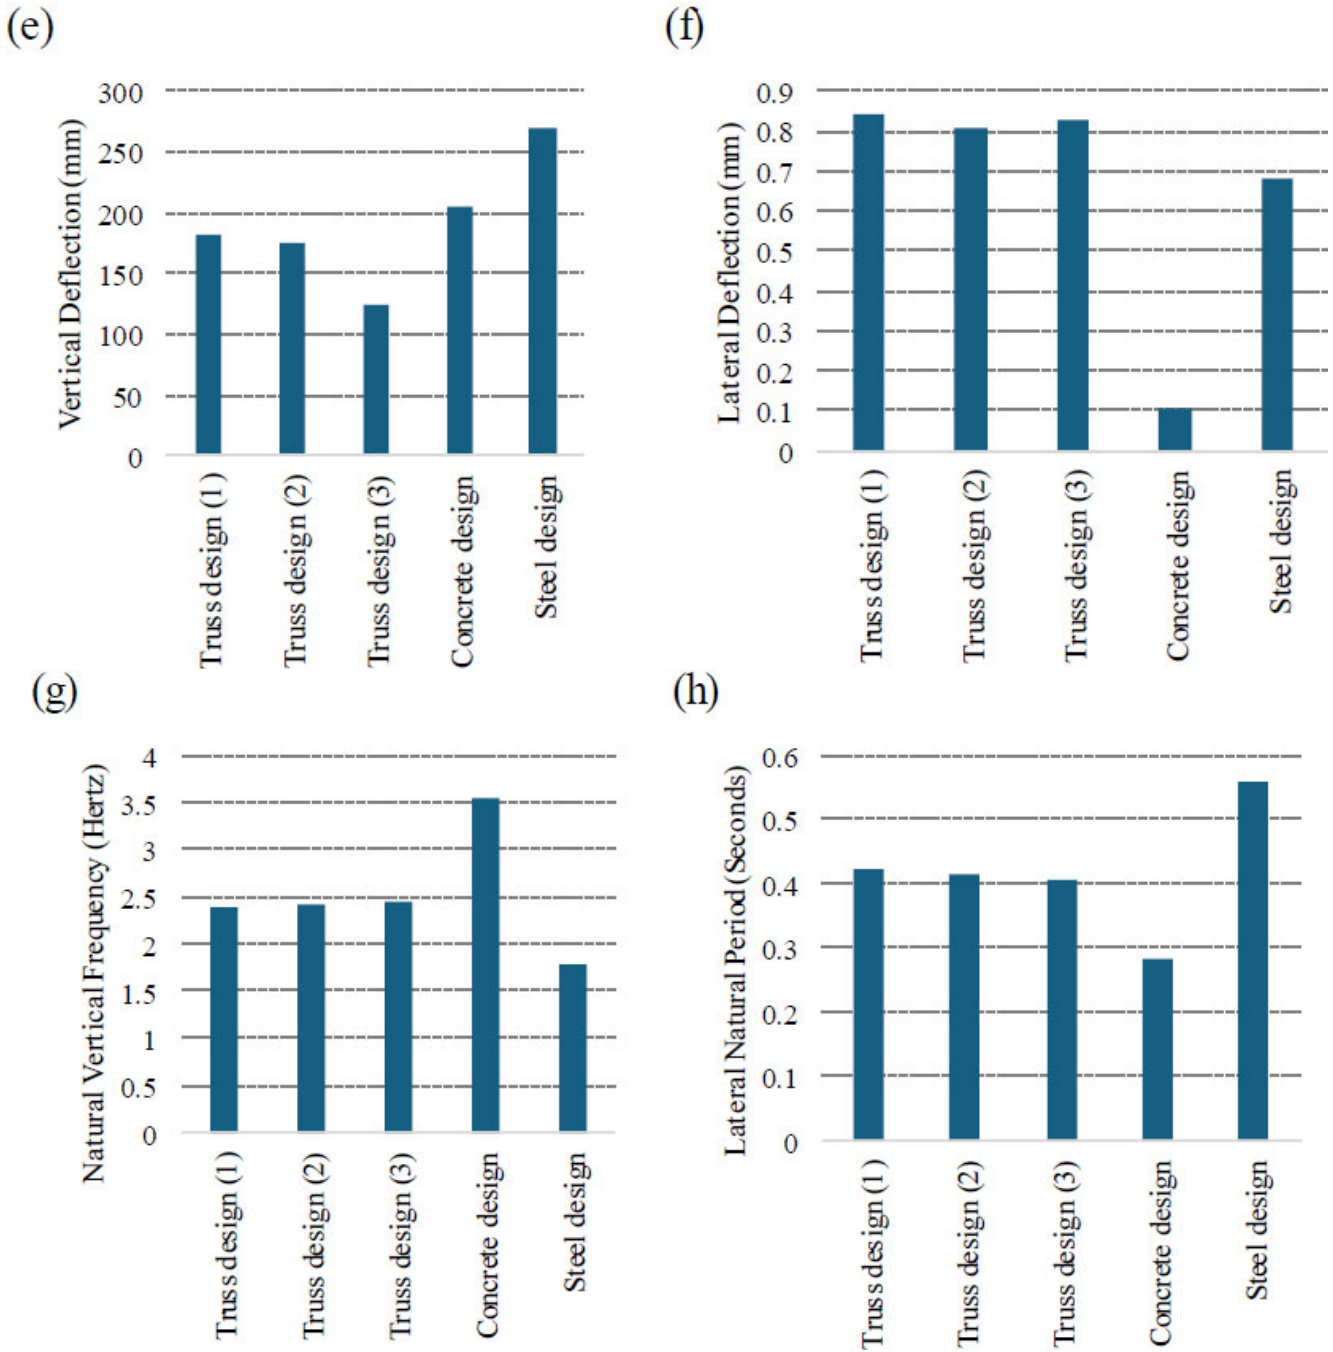 (e)
Vertical Deflection (mm)
300
250
200
150
100
50
0
Truss design (1)
Truss design (2)
Truss design (3)
Concrete design
Steel design
(f)
Lateral Deflection (mm)
0.9
0.8
0.7
0.6
0.5
0.4
0.3
0.2
0.1
0
Truss design (1)
Truss design (2)
Truss design (3)
Concrete design
Steel design
(g)
Natural Vertical Frequency (Hertz)
4
3.5
3
2.5
2
1.5
1
0.5
0
Truss design (1)
Truss design (2)
Truss design (3)
Concrete design
Steel design
(h)
Lateral Natural Period (Seconds)
0.6
0.5
0.4
0.3
0.2
0.1
0
Truss design (1)
Truss design (2)
Truss design (3)
Concrete design
Steel design